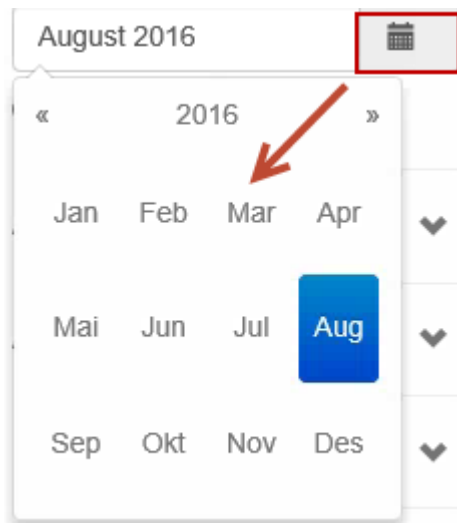 August 2016
« 2016 »
Jan Feb Mar Apr
Mai Jun Jul Aug
Sep Okt Nov Des